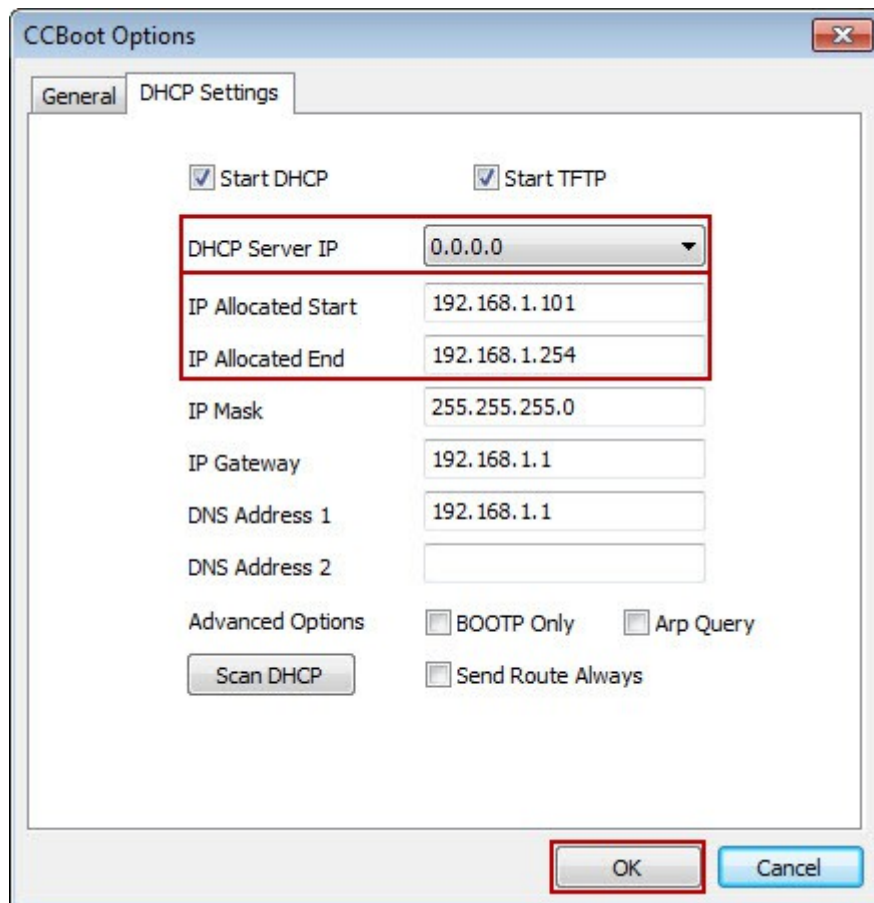 CCBoot Options
General DHCP Settings
Start DHCP Start TFTP
DHCP Server IP 0.0.0.0
IP Allocated Start 192.168.1.101
IP Allocated End 192.168.1.254
IP Mask 255.255.255.0
IP Gateway 192.168.1.1
DNS Address 1 192.168.1.1
DNS Address 2
Advanced Options BOOTP Only Arp Query
Scan DHCP Send Route Always
OK Cancel